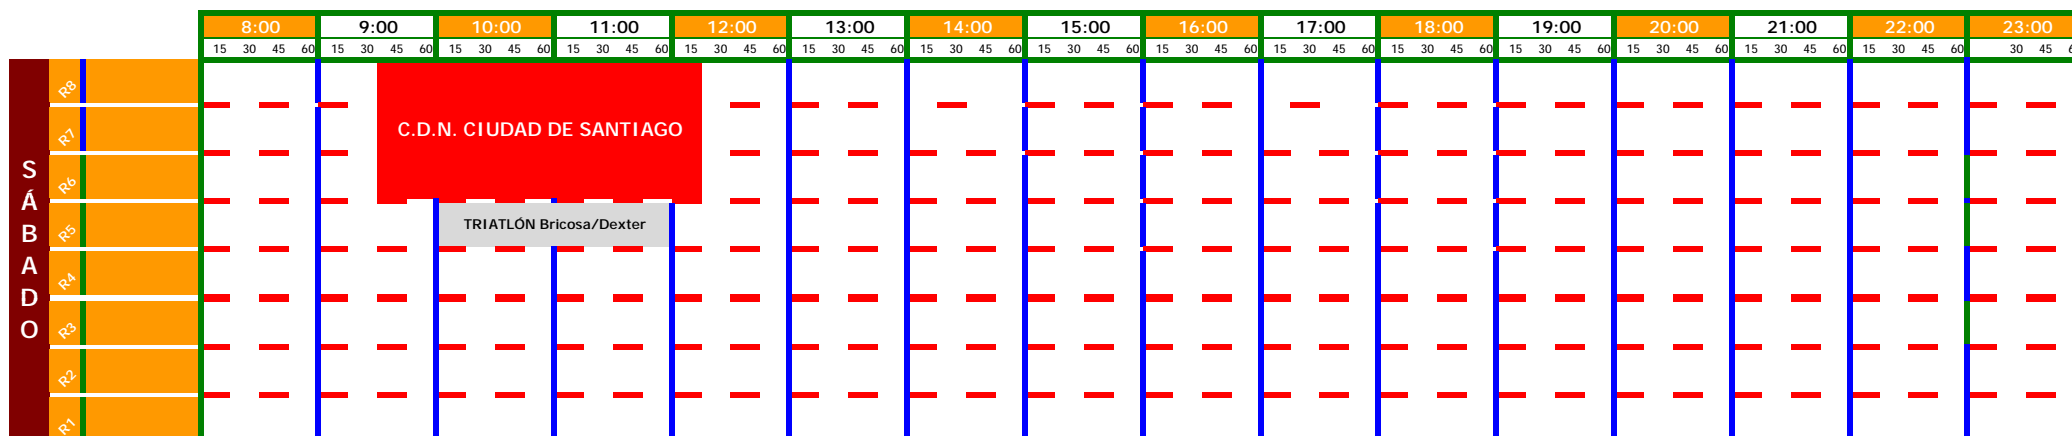 8:00 9:00 10:00 11:00 12:00 13:00 14:00 15:00 16:00 17:00 18:00 19:00 20:00 21:00 22:00 23:00
15 30 45 60 15 30 45 60 15 30 45 60 15 30 45 60 15 30 45 60 15 30 45 60 15 30 45 60 15 30 45 60 15 30 45 60 15 30 45 60 15 30 45 60 15 30 45 60 15 30 45 60 15 30 45 60 15 30 45 60 30 45
SÁBADO
R8
R7
C.D.N. CIUDAD DE SANTIAGO
R6
R5
TRIATLÓN Bricosa/Dexter
R4
R3
R2
R1